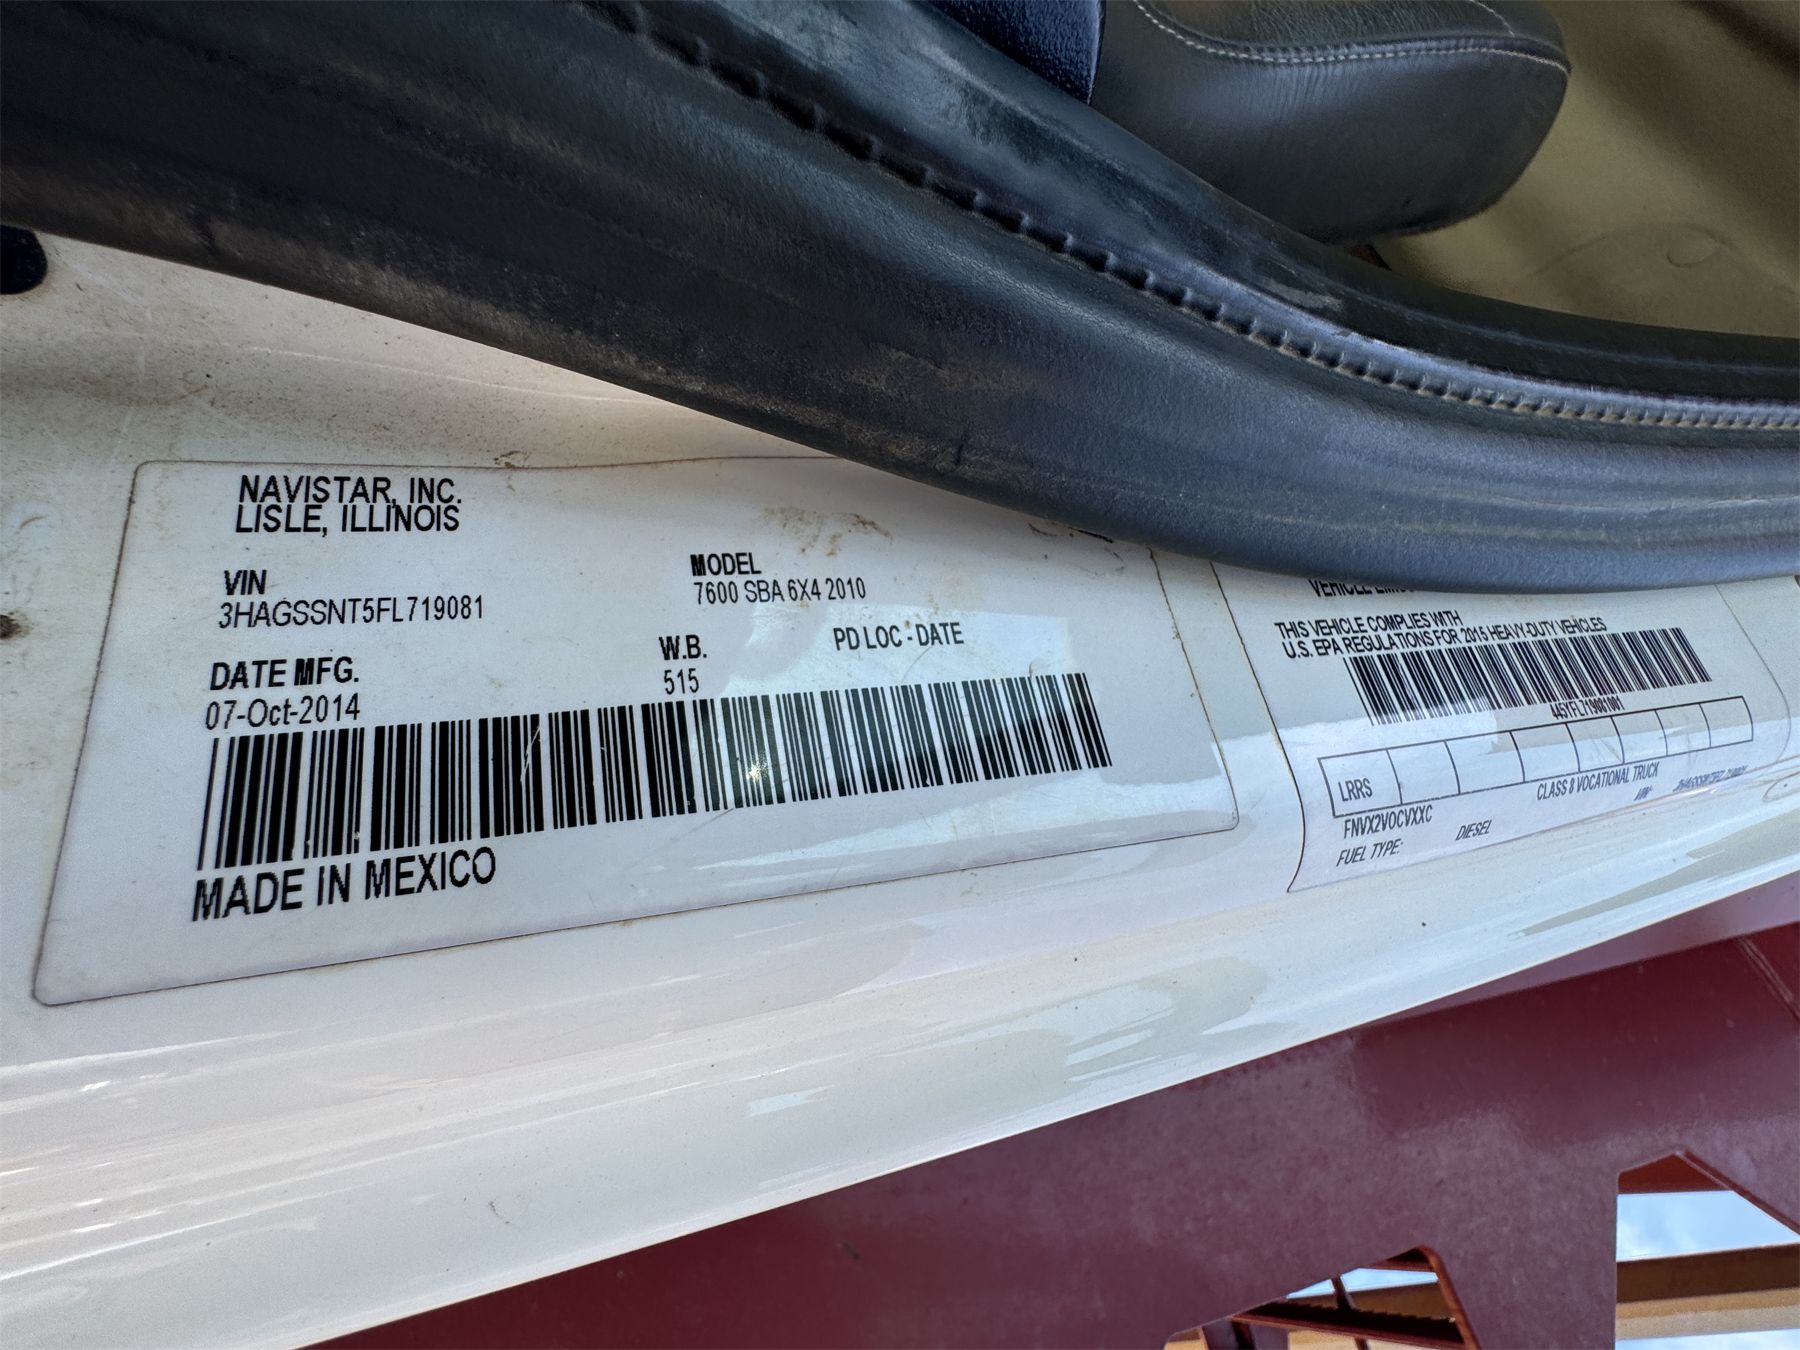 NAVISTAR, INC.
LISLE, ILLINOIS
VIN
3HAGSSNT5FL719081
MODEL
7600 SBA 6X4 2010
DATE MFG.
07-Oct-2014
W.B.
515
PD LOC - DATE
MADE IN MEXICO
VEHICLE
THIS VEHICLE COMPLIES WITH
U.S. EPA REGULATIONS FOR 2015 HEAVY-DUTY VEHICLES
LRRS
CLASS 8 VOCATIONAL TRUCK
FNVX2VOCVXXC
VIN:
FUEL TYPE:
DIESEL